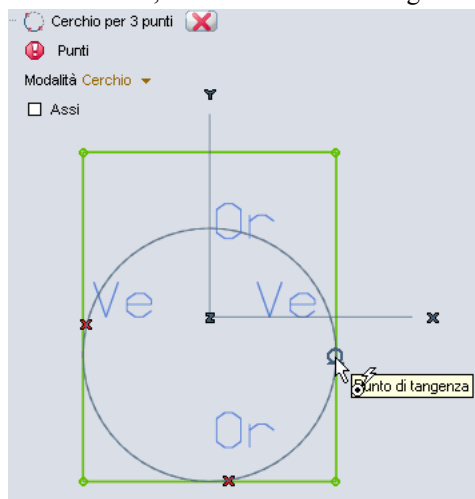 Cerchio per 3 punti
Punti
Modalità Cerchio
Assi
Y
Or
Ve Ve
Z X
Punto di tangenza
Or